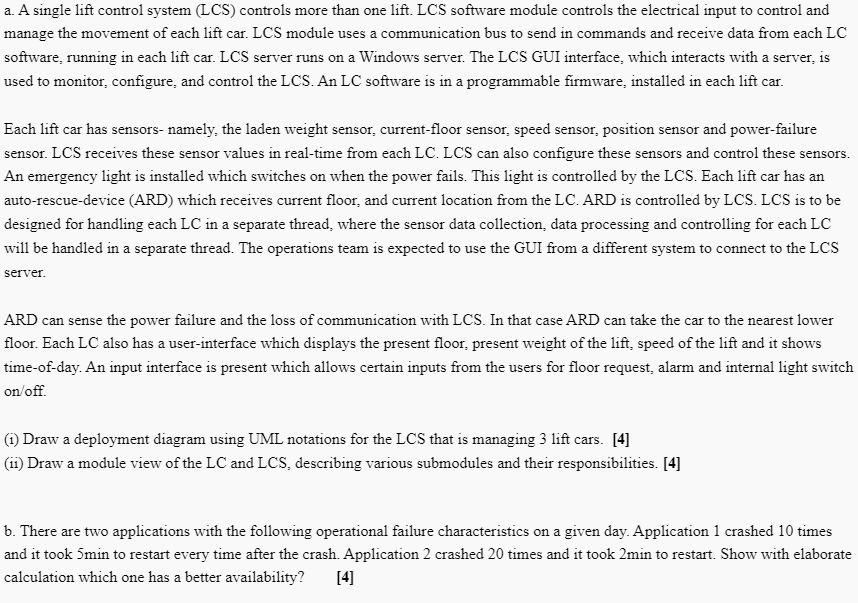 a. A single lift control system (LCS) controls more than one lift. LCS software module controls the electrical input to control and
manage the movement of each lift car. LCS module uses a communication bus to send in commands and receive data from each LC
software, running in each lift car. LCS server runs on a Windows server. The LCS GUI interface, which interacts with a server, is
used to monitor, configure, and control the LCS. An LC software is in a programmable firmware, installed in each lift car.
Each lift car has sensors- namely, the laden weight sensor, current-floor sensor, speed sensor, position sensor and power-failure
sensor. LCS receives these sensor values in real-time from each LC. LCS can also configure these sensors and control these sensors.
An emergency light is installed which switches on when the power fails. This light is controlled by the LCS. Each lift car has an
auto-rescue-device (ARD) which receives current floor, and current location from the LC. ARD is controlled by LCS. LCS is to be
designed for handling each LC in a separate thread, where the sensor data collection, data processing and controlling for each LC
will be handled in a separate thread. The operations team is expected to use the GUI from a different system to connect to the LCS
server.
ARD can sense the power failure and the loss of communication with LCS. In that case ARD can take the car to the nearest lower
floor. Each LC also has a user-interface which displays the present floor, present weight of the lift, speed of the lift and it shows
time-of-day. An input interface is present which allows certain inputs from the users for floor request, alarm and internal light switch
on/off.
(i) Draw a deployment diagram using UML notations for the LCS that is managing 3 lift cars. [4]
(ii) Draw a module view of the LC and LCS, describing various submodules and their responsibilities. [4]
b. There are two applications with the following operational failure characteristics on a given day. Application 1 crashed 10 times
and it took 5min to restart every time after the crash. Application 2 crashed 20 times and it took 2min to restart. Show with elaborate
calculation which one has a better availability? [4]